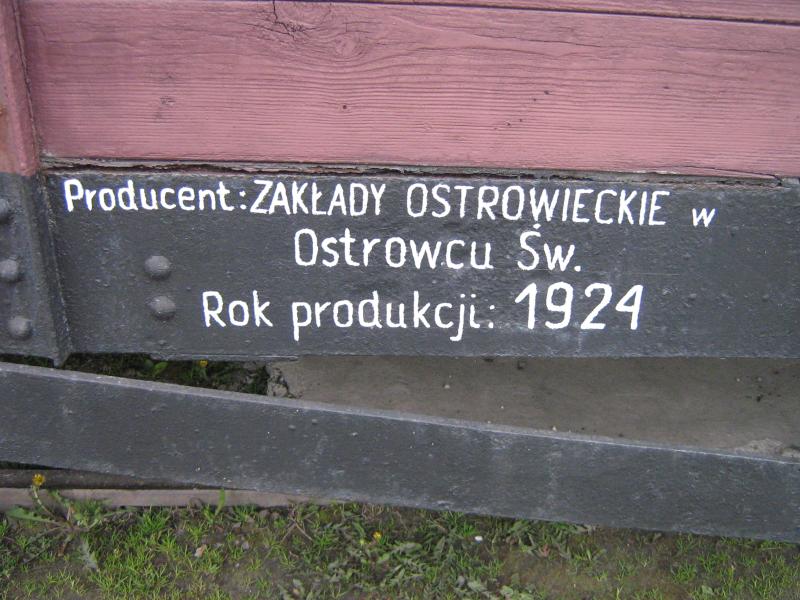 Producent: ZAKŁADY OSTROWIECKIE w
Ostrowcu Św.
Rok produkcji: 1924